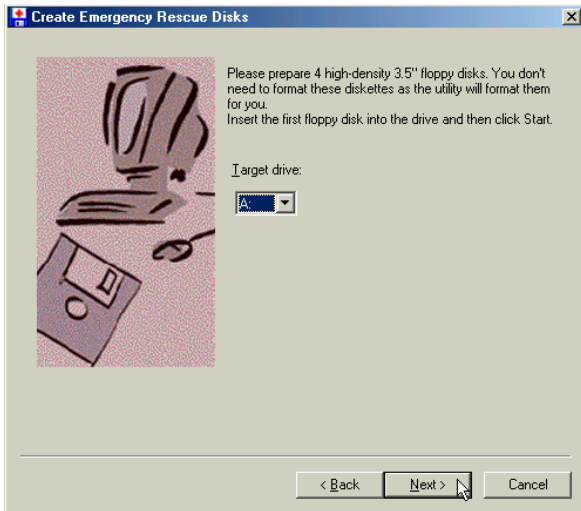 Create Emergency Rescue Disks
Please prepare 4 high-density 3.5" floppy disks. You don't
need to format these diskettes as the utility will format them
for you.
Insert the first floppy disk into the drive and then click Start.
Target drive:
A:
< Back Next > Cancel